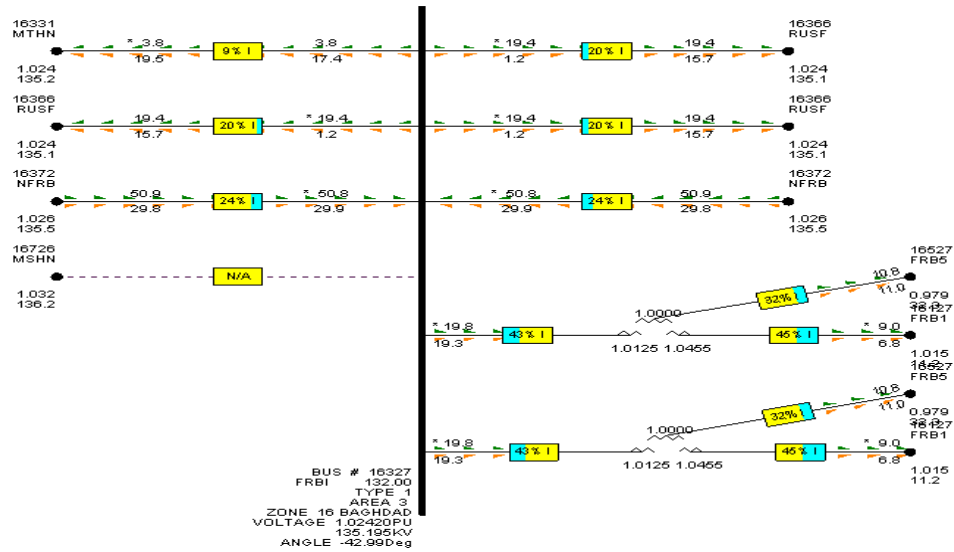 16331
MTHN
* 3.8
9% I
3.8
19.5
17.4
1.024
135.2
* 19.4
20% I
19.4
1.2
15.7
16366
RUSF
1.024
135.1
16366
RUSF
19.4
20% I
* 19.4
15.7
1.2
1.024
135.1
* 19.4
20% I
19.4
1.2
15.7
16366
RUSF
1.024
135.1
16372
NFRB
50.9
24% I
* 50.8
29.8
29.9
1.026
135.5
* 50.8
24% I
50.9
29.9
29.8
16372
NFRB
1.026
135.5
16726
MSHN
N/A
1.032
136.2
16527
FRB5
10.8
11.0
32% I
0.979
1.0000
16127
FRB1
* 19.8
43% I
45% I
* 9.0
19.3
6.8
1.0125 1.0455
1.015
16527
FRB5
10.8
11.0
32% I
0.979
1.0000
16127
FRB1
* 19.8
43% I
45% I
* 9.0
19.3
6.8
1.0125 1.0455
1.015
11.2
BUS # 16327
FRBI 132.00
TYPE 1
AREA 3
ZONE 16 BAGHDAD
VOLTAGE 1.02420PU
135.195KV
ANGLE -42.99Deg